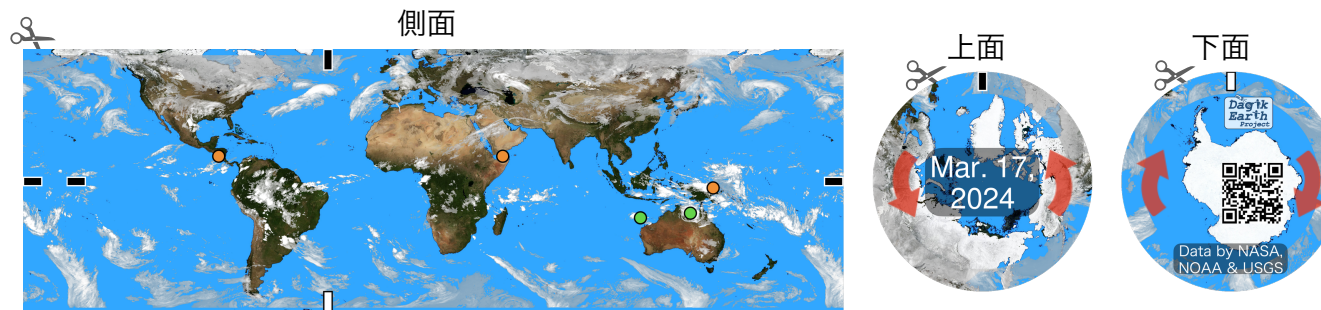 側面
上面
下面
Mar. 17,
2024
Dagik
Earth
Project
Data by NASA,
NOAA & USGS